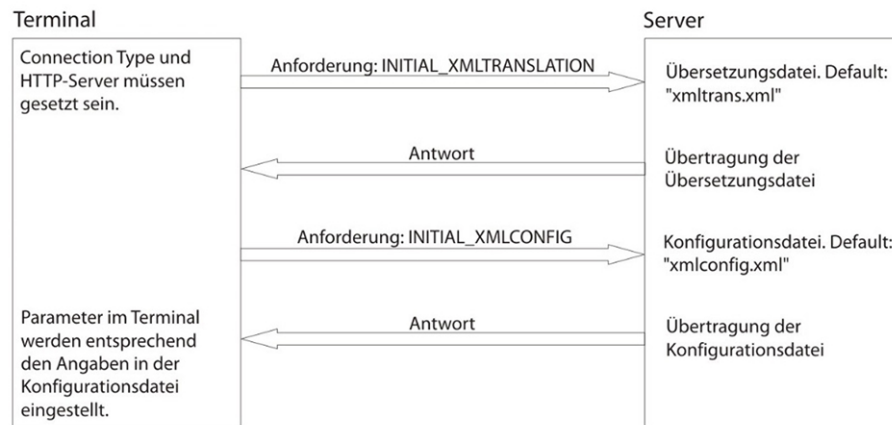 Terminal
Server
Connection Type und
HTTP-Server müssen
gesetzt sein.
Anforderung: INITIAL_XMLTRANSLATION
Übersetzungsdatei. Default:
"xmltrans.xml"
Antwort
Übertragung der
Übersetzungsdatei
Anforderung: INITIAL_XMLCONFIG
Konfigurationsdatei. Default:
"xmlconfig.xml"
Parameter im Terminal
werden entsprechend
den Angaben in der
Konfigurationsdatei
eingestellt.
Antwort
Übertragung der
Konfigurationsdatei